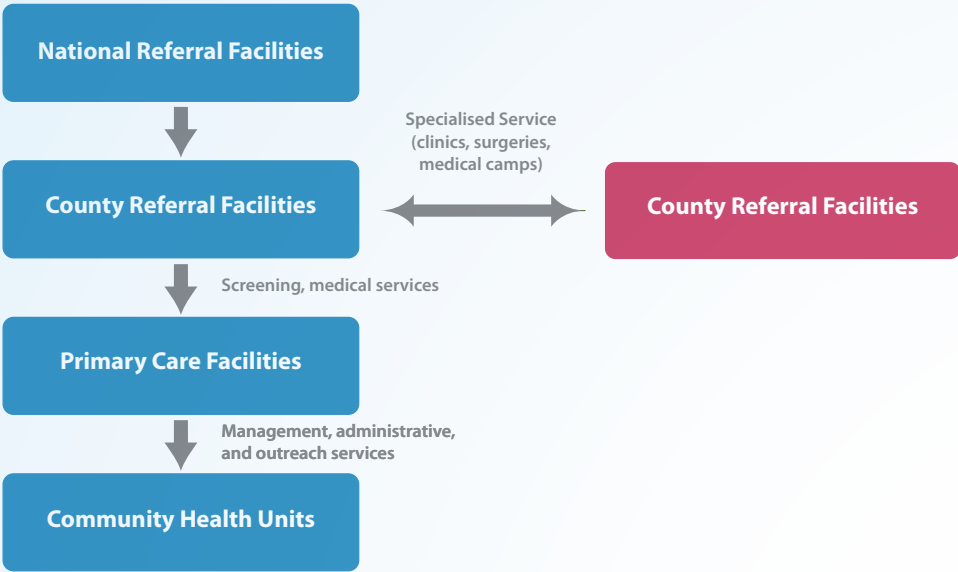 National Referral Facilities
Specialised Service
(clinics, surgeries,
medical camps)
County Referral Facilities
County Referral Facilities
Screening, medical services
Primary Care Facilities
Management, administrative,
and outreach services
Community Health Units